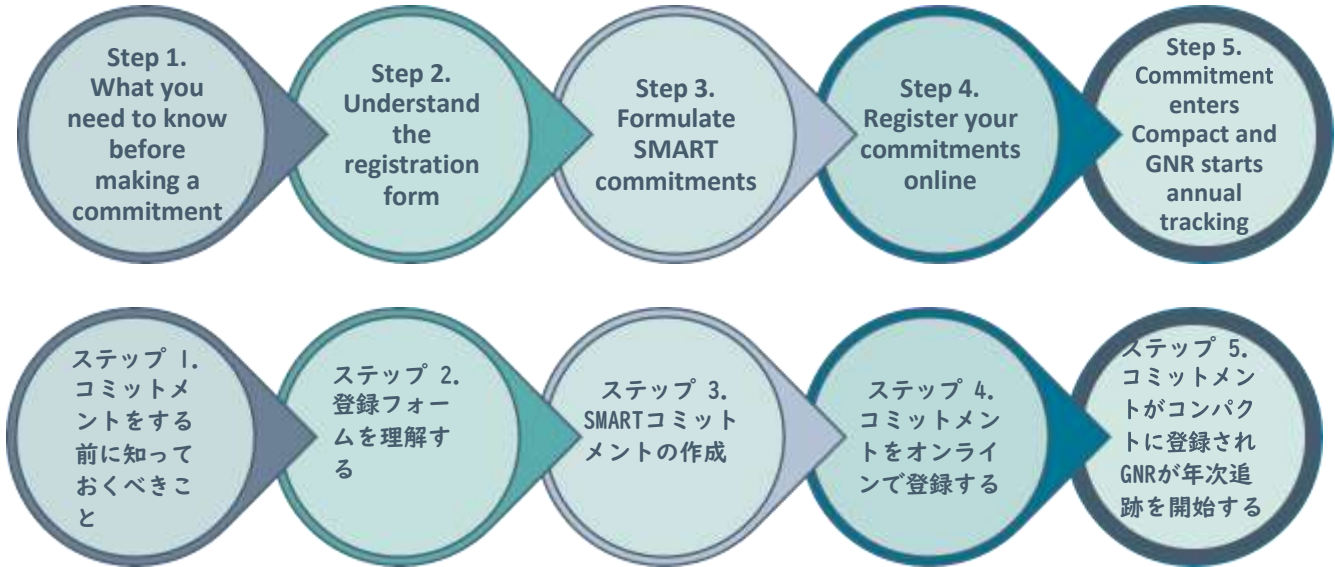 Step 1.
What you
need to know
before
making a
commitment
Step 2.
Understand
the
registration
form
Step 3.
Formulate
SMART
commitments
Step 4.
Register your
commitments
online
Step 5.
Commitment
enters
Compact and
GNR starts
annual
tracking
ステップ 1.
コミットメ
ントをする
前に知って
おくべきこ
と
ステップ 2.
登録フォー
ムを理解す
る
ステップ 3.
SMARTコミット
メントの作成
ステップ 4.
コミットメン
トをオンライ
ンで登録する
ステップ 5.
コミットメン
トがコンパク
トに登録され
GNRが年次追
跡を開始する